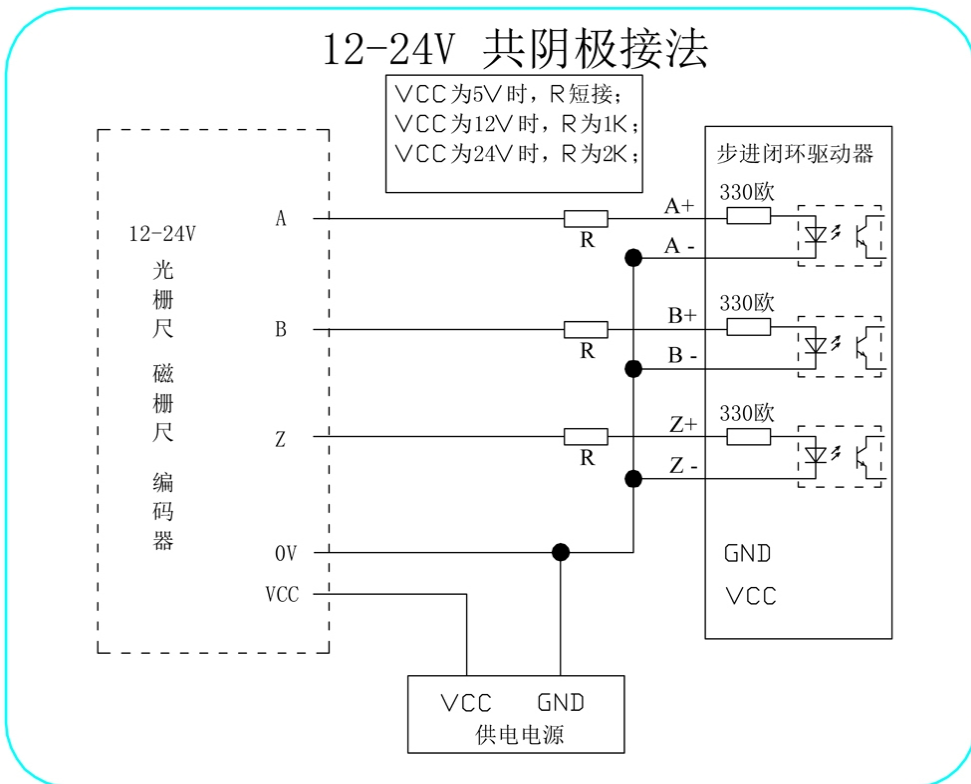 12-24V 共阴极接法
VCC为5V时，R短接；
VCC为12V时，R为1K；
VCC为24V时，R为2K；
12-24V
光栅尺
磁栅尺
编码器
A
B
Z
0V
VCC
R
R
R
A+
A -
B+
B -
Z+
Z -
步进闭环驱动器
330欧
330欧
330欧
GND
VCC
VCC GND
供电电源